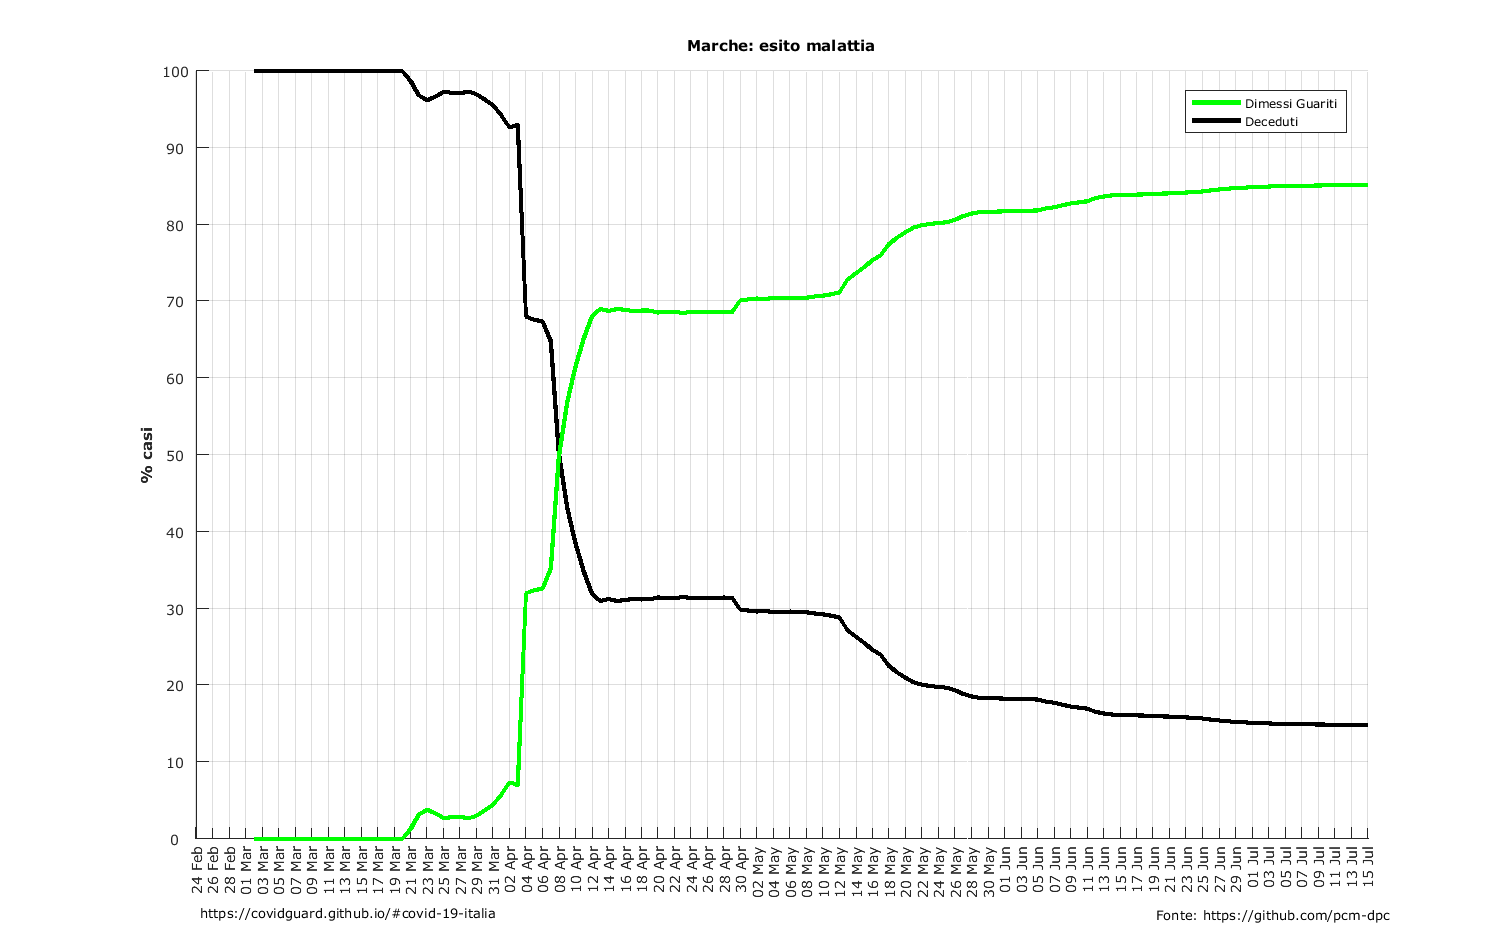 Marche: esito malattia
Dimessi Guariti
Deceduti
% casi
100
90
80
70
60
50
40
30
20
10
0
24 Feb
26 Feb
28 Feb
01 Mar
03 Mar
05 Mar
07 Mar
09 Mar
11 Mar
13 Mar
15 Mar
17 Mar
19 Mar
21 Mar
23 Mar
25 Mar
27 Mar
29 Mar
31 Mar
02 Apr
04 Apr
06 Apr
08 Apr
10 Apr
12 Apr
14 Apr
16 Apr
18 Apr
20 Apr
22 Apr
24 Apr
26 Apr
28 Apr
30 Apr
02 May
04 May
06 May
08 May
10 May
12 May
14 May
16 May
18 May
20 May
22 May
24 May
26 May
28 May
30 May
01 Jun
03 Jun
05 Jun
07 Jun
09 Jun
11 Jun
13 Jun
15 Jun
17 Jun
19 Jun
21 Jun
23 Jun
25 Jun
27 Jun
29 Jun
01 Jul
03 Jul
05 Jul
07 Jul
09 Jul
11 Jul
13 Jul
15 Jul
https://covidguard.github.io/#covid-19-italia
Fonte: https://github.com/pcm-dpc